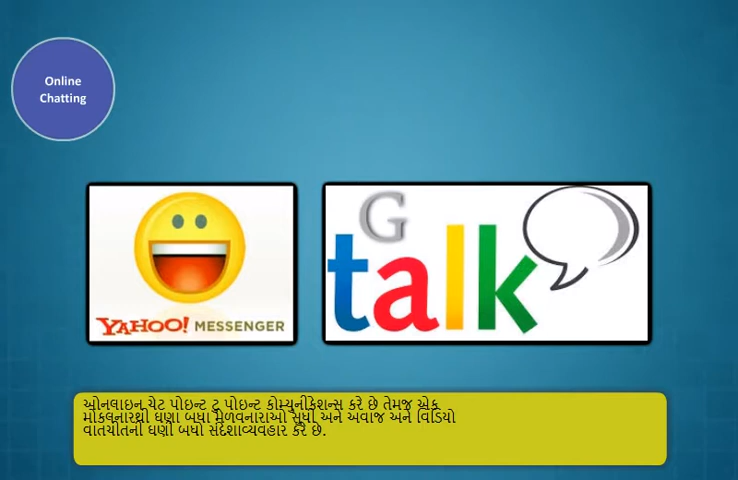 Online
Chatting
YAHOO! MESSENGER
G
talk
ઓનલાઇન ચેટ પોઇન્ટ ટુ પોઇન્ટ કોમ્યુનીકેશન્સ કરે છે તેમજ એક
મોકલનારથી ઘણા બધા મેળવનારાઓ સુધી અને અવાજ અને વિડિયો
વાતચીતનો ઘણો બધો સંદેશાવ્યવહાર કરે છે.